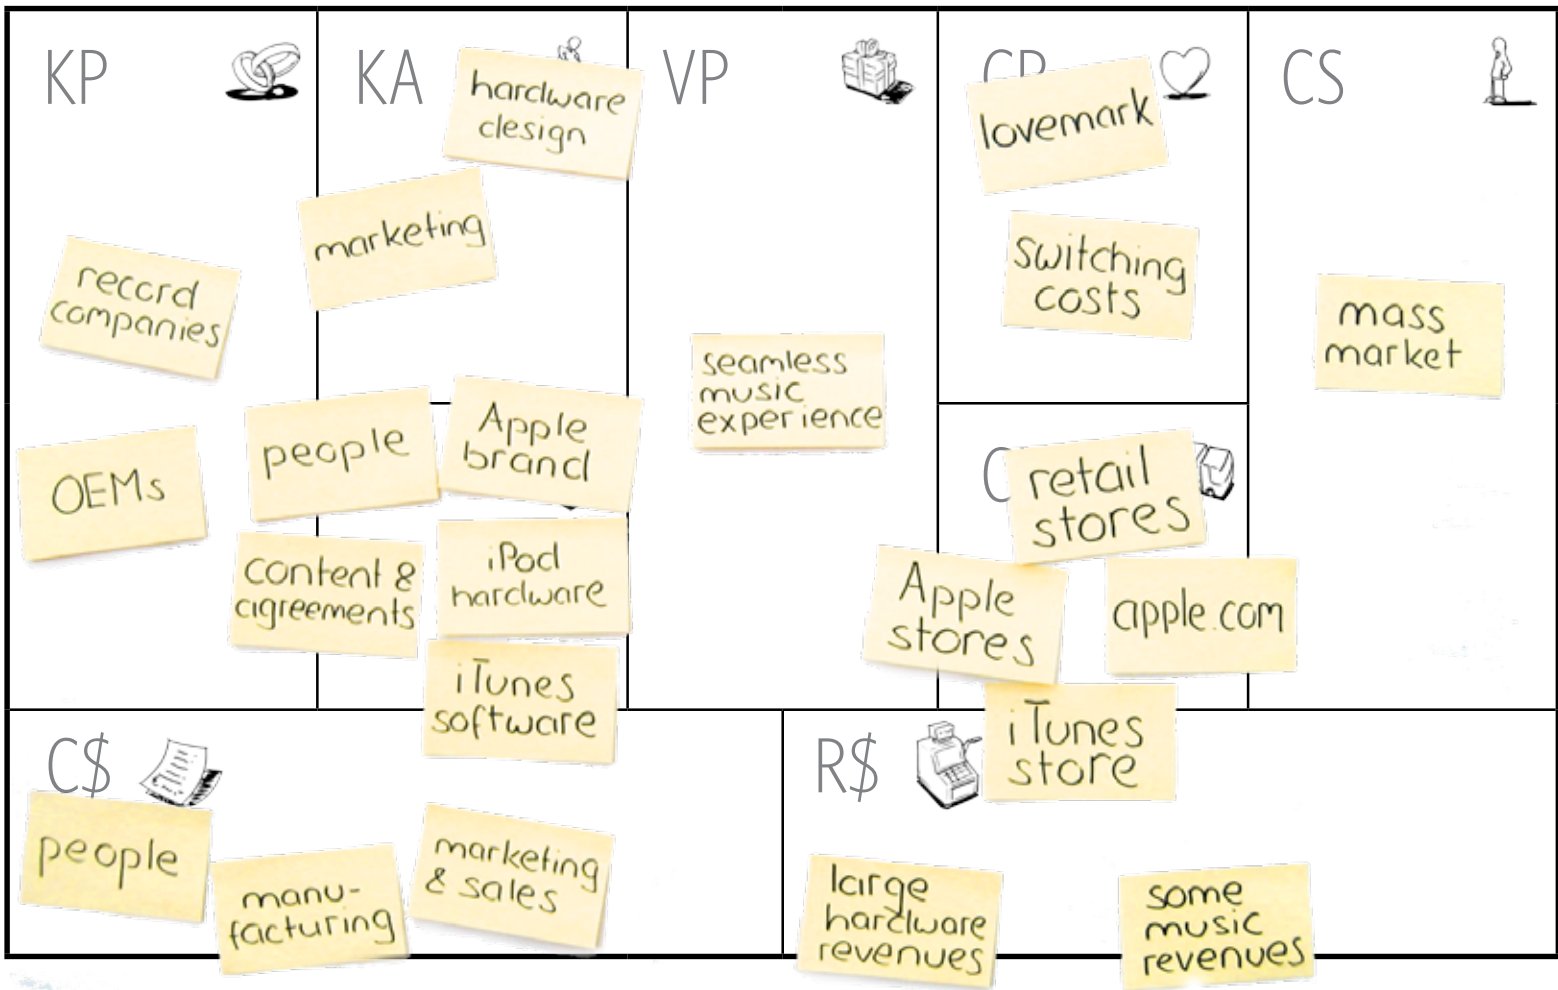 KP
record
companies
OEMs
KA
hardware
design
marketing
people
Apple
brand
content &
agreements
iPod
hardware
iTunes
software
VP
seamless
music
experience
CR
lovemark
switching
costs
C
retail
stores
Apple
stores
apple.com
iTunes
store
CS
mass
market
C$
people
manu-
facturing
marketing
& sales
R$
large
hardware
revenues
some
music
revenues